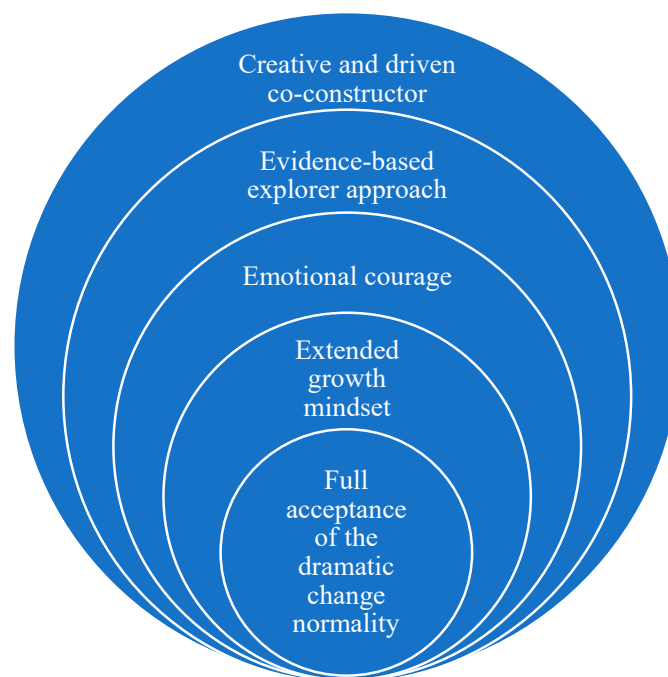 Creative and driven
co-constructor
Evidence-based
explorer approach
Emotional courage
Extended
growth
mindset
Full
acceptance
of the
dramatic
change
normality